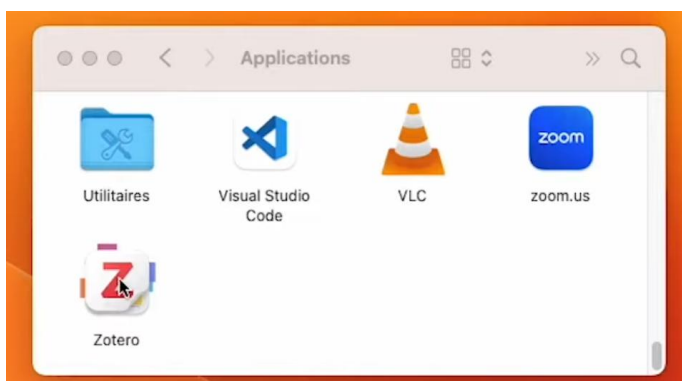 Applications
zoom
Utilitaires
Visual Studio
Code
VLC
zoom.us
Z
Zotero